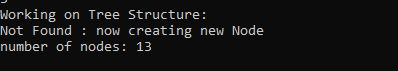 Working on Tree Structure:
Not Found : now creating new Node
number of nodes: 13